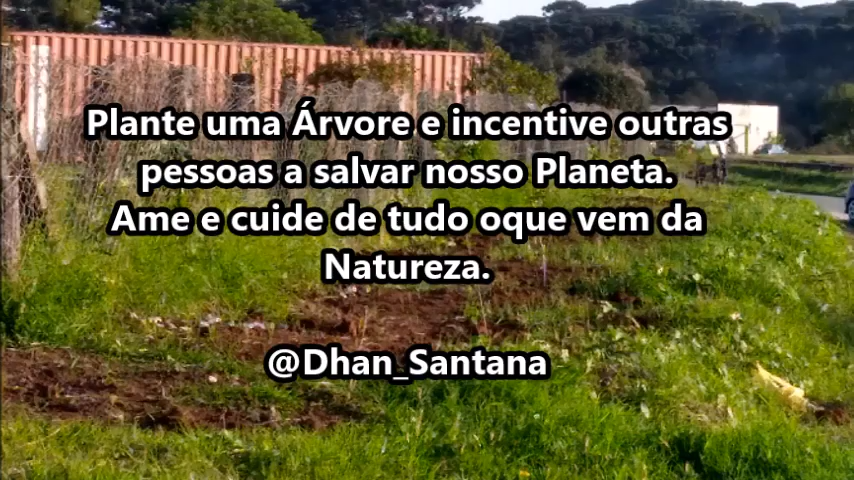 Plante uma Árvore e incentive outras
pessoas a salvar nosso Planeta.
Ame e cuide de tudo oque vem da
Natureza.
@Dhan_Santana